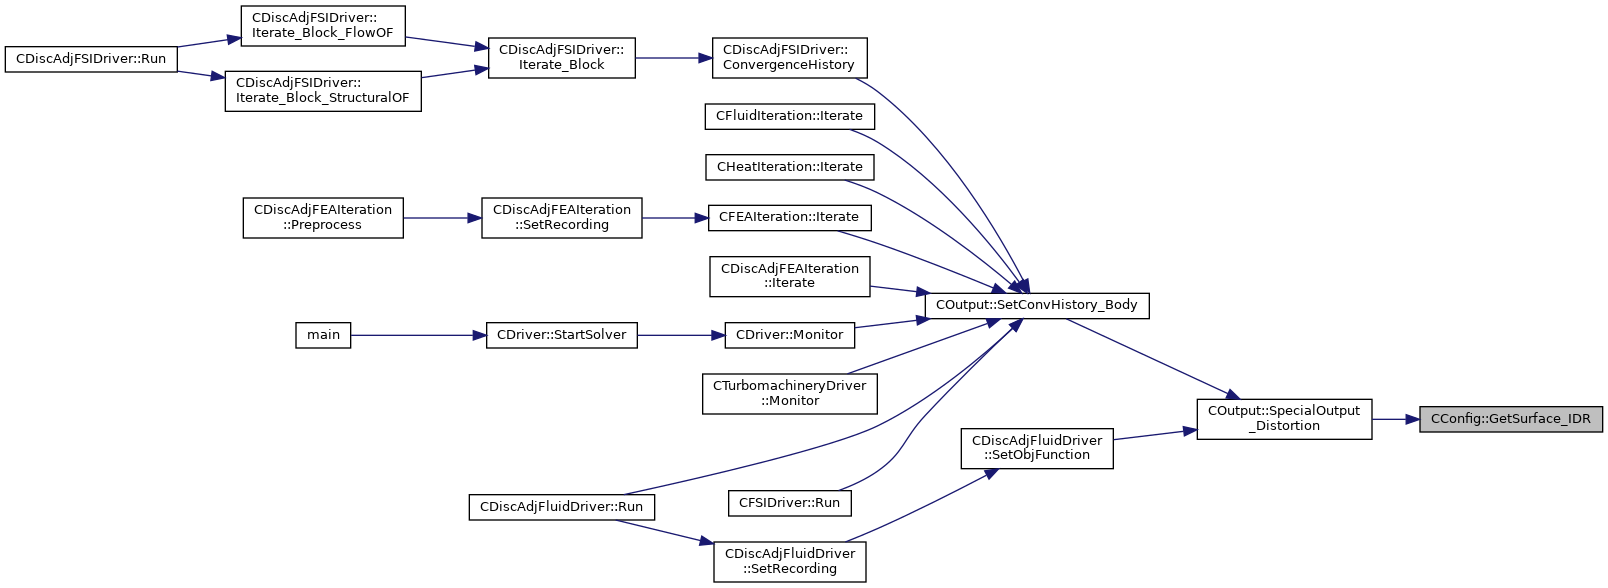 CDiscAdjFSIDriver::Run
CDiscAdjFSIDriver::
Iterate_Block_FlowOF
CDiscAdjFSIDriver::
Iterate_Block_StructuralOF
CDiscAdjFSIDriver::
Iterate_Block
CDiscAdjFSIDriver::
ConvergenceHistory
CFluidIteration::Iterate
CHeatIteration::Iterate
CDiscAdjFEAIteration
::Preprocess
CDiscAdjFEAIteration
::SetRecording
CFEAIteration::Iterate
CDiscAdjFEAIteration
::Iterate
COutput::SetConvHistory_Body
main
CDriver::StartSolver
CDriver::Monitor
CTurbomachineryDriver
::Monitor
COutput::SpecialOutput
_Distortion
CConfig::GetSurface_IDR
CDiscAdjFluidDriver
::SetObjFunction
CDiscAdjFluidDriver::Run
CFSIDriver::Run
CDiscAdjFluidDriver
::SetRecording